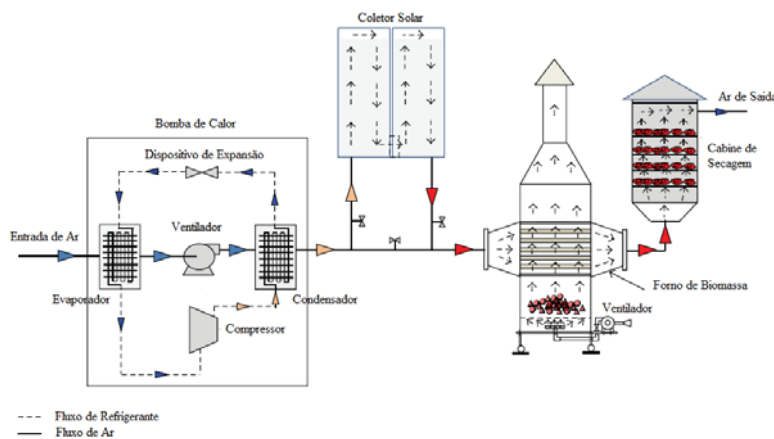 Coletor Solar
Ar de Saída
Bomba de Calor
Cabine de
Secagem
Dispositivo de Expansão
Ventilador
Entrada de Ar
Forno de Biomassa
Evaporador
Condensador
Ventilador
Compressor
Fluxo de Refrigerante
Fluxo de Ar